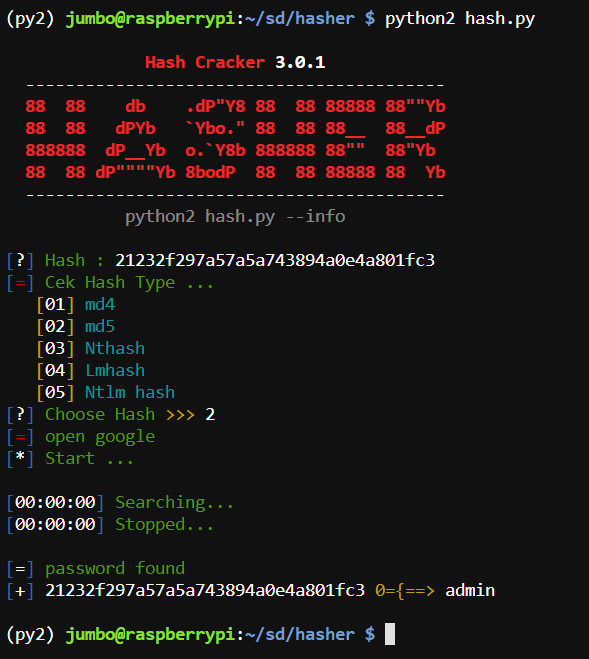 (py2) jumbo@raspberrypi:~/sd/hasher $ python2 hash.py
Hash Cracker 3.0.1
------------------------------------------
88  88    db    .dP"Y8 88  88 88888 88""Yb
88  88   dPYb   `Ybo." 88  88 88__  88__dP
888888  dP__Yb  o.`Y8b 888888 88""  88"Yb
88  88 dP""""Yb 8bodP  88  88 88888 88  Yb
------------------------------------------
python2 hash.py --info
[?] Hash : 21232f297a57a5a743894a0e4a801fc3
[=] Cek Hash Type ...
[01] md4
[02] md5
[03] Nthash
[04] Lmhash
[05] Ntlm hash
[?] Choose Hash >>> 2
[=] open google
[*] Start ...
[00:00:00] Searching...
[00:00:00] Stopped...
[=] password found
[+] 21232f297a57a5a743894a0e4a801fc3 0={==> admin
(py2) jumbo@raspberrypi:~/sd/hasher $